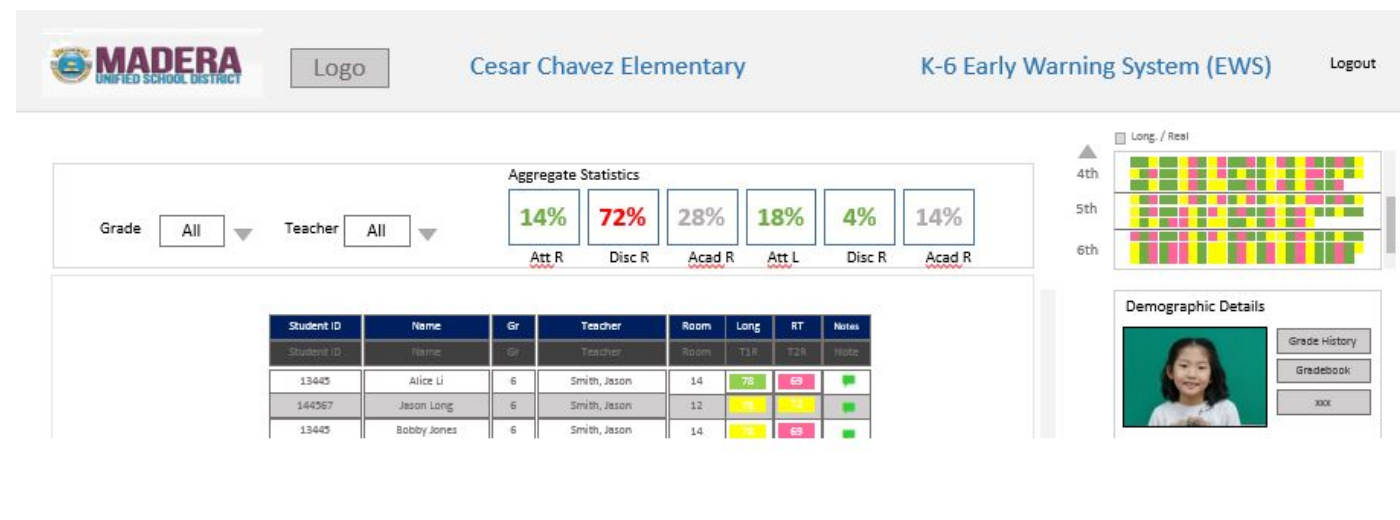 MADERA
UNIFIED SCHOOL DISTRICT
Logo
Cesar Chavez Elementary
K-6 Early Warning System (EWS)
Logout
Long. / Real
4th
5th
6th
Aggregate Statistics
Grade All Teacher All
14% 72% 28% 18% 4% 14%
Att R Disc R Acad R Att L Disc R Acad R
Student ID Name Gr Teacher Room Long RT Notes
Student ID Name Gr Teacher Room T1R T2R Note
13445 Alice Li 6 Smith, Jason 14 78 69
144567 Jason Long 6 Smith, Jason 12
13445 Bobby Jones 6 Smith, Jason 14 69
Demographic Details
Grade History
Gradebook
XXX